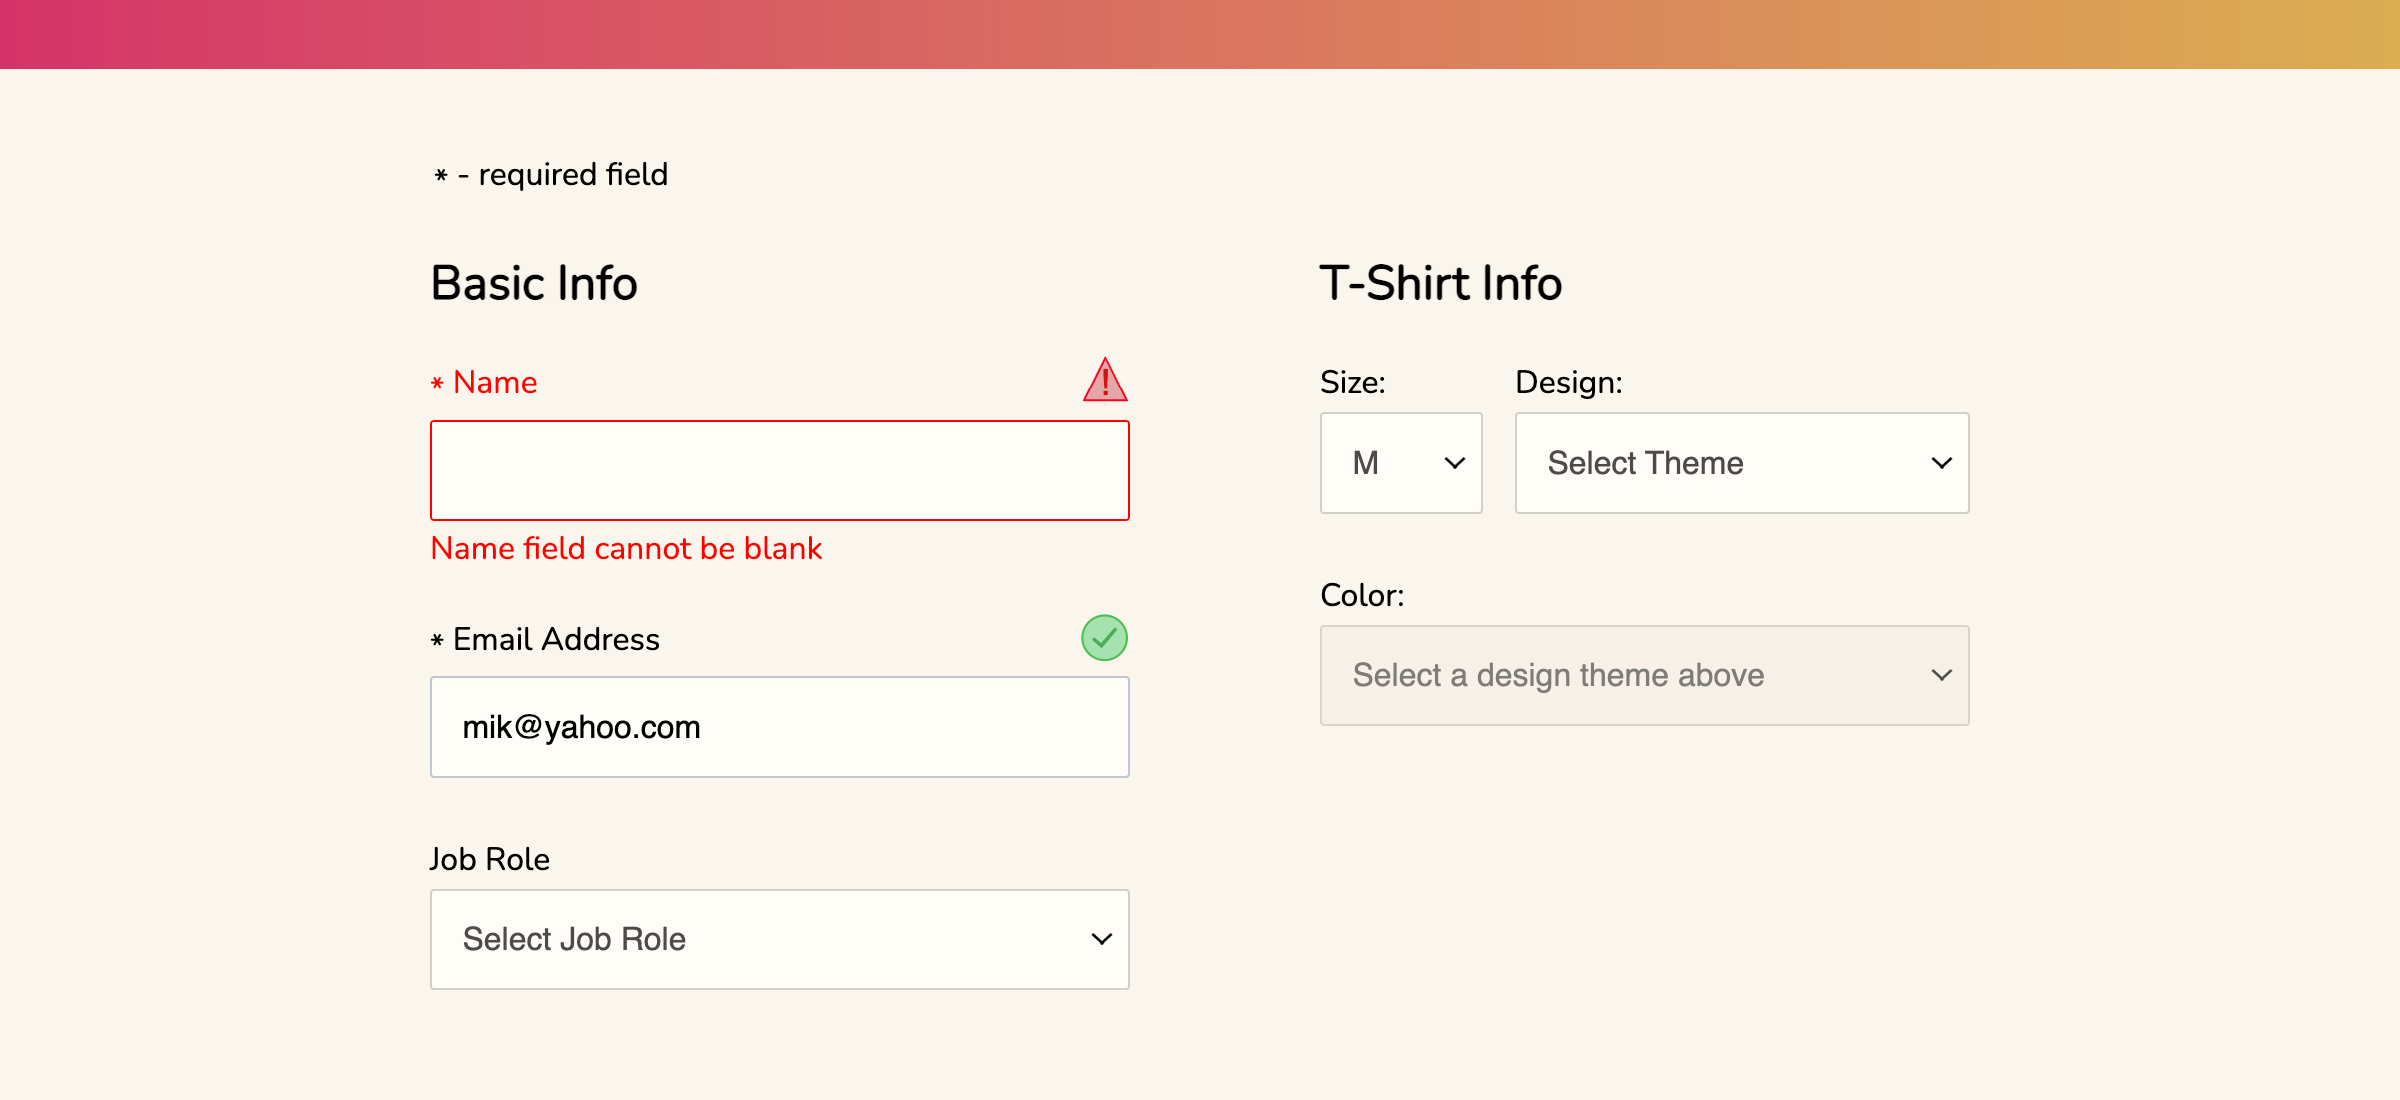 * - required field
Basic Info
* Name
Name field cannot be blank
* Email Address
mik@yahoo.com
Job Role
Select Job Role
T-Shirt Info
Size:
Design:
M
Select Theme
Color:
Select a design theme above